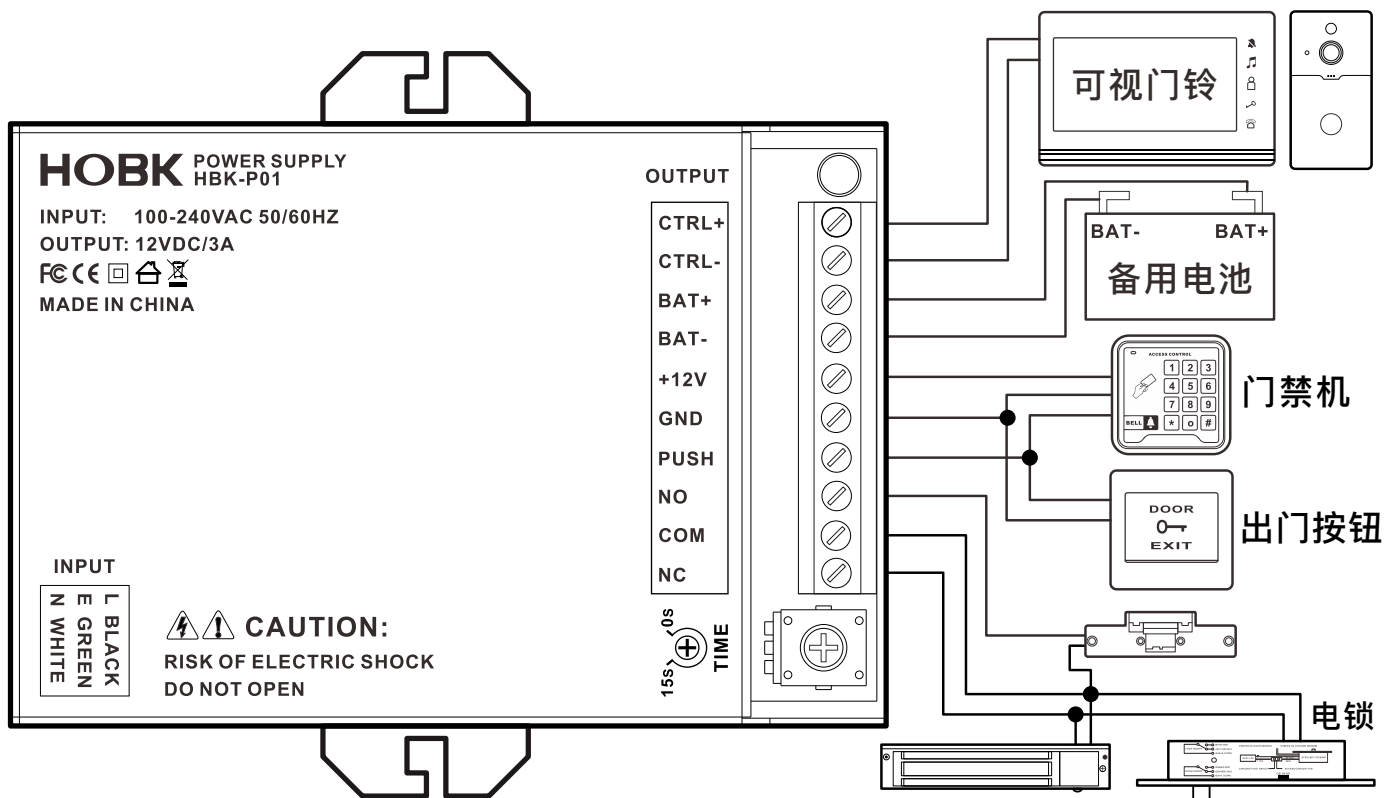 HOBK POWER SUPPLY
HBK-P01
INPUT: 100-240VAC 50/60HZ
OUTPUT: 12VDC/3A
FC CE
MADE IN CHINA
OUTPUT
CTRL+
CTRL-
BAT+
BAT-
+12V
GND
PUSH
NO
COM
NC
INPUT
L BLACK
E GREEN
N WHITE
CAUTION:
RISK OF ELECTRIC SHOCK
DO NOT OPEN
0s
15s
TIME
可视门铃
BAT- BAT+
备用电池
ACCESS CONTROL
1 2 3
4 5 6
7 8 9
BELL * 0 #
门禁机
DOOR
EXIT
出门按钮
电锁